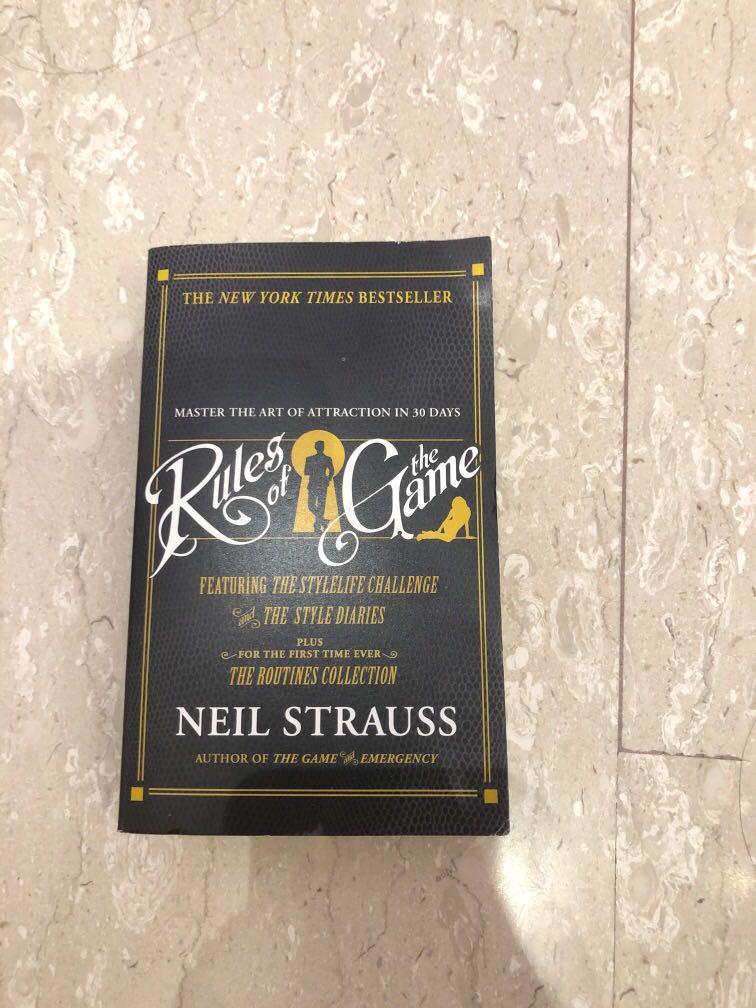 THE NEW YORK TIMES BESTSELLER
MASTER THE ART OF ATTRACTION IN 30 DAYS
Rules of the Game
FEATURING THE STYLELIFE CHALLENGE
and THE STYLE DIARIES
PLUS
FOR THE FIRST TIME EVER
THE ROUTINES COLLECTION
NEIL STRAUSS
AUTHOR OF THE GAME and EMERGENCY